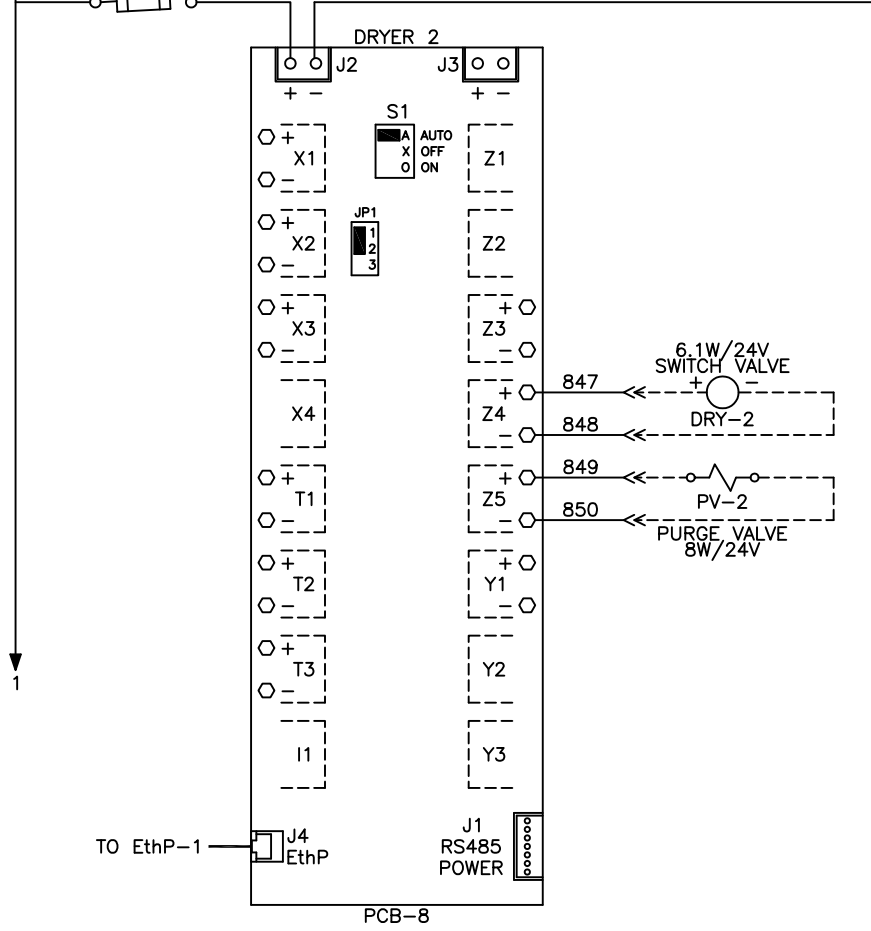 DRYER 2
J2
J3
+ −
+ −
S1
A AUTO
X OFF
O ON
+
X1
−
Z1
JP1
1
2
3
+
X2
−
Z2
+
X3
−
+
Z3
−
6.1W/24V
SWITCH VALVE
+ −
DRY−2
X4
+
Z4
−
847
848
+
T1
−
+
Z5
−
849
850
PV−2
PURGE VALVE
8W/24V
+
T2
−
+
Y1
−
+
T3
−
Y2
1
I1
Y3
TO EthP−1
J4
EthP
J1
RS485
POWER
PCB−8